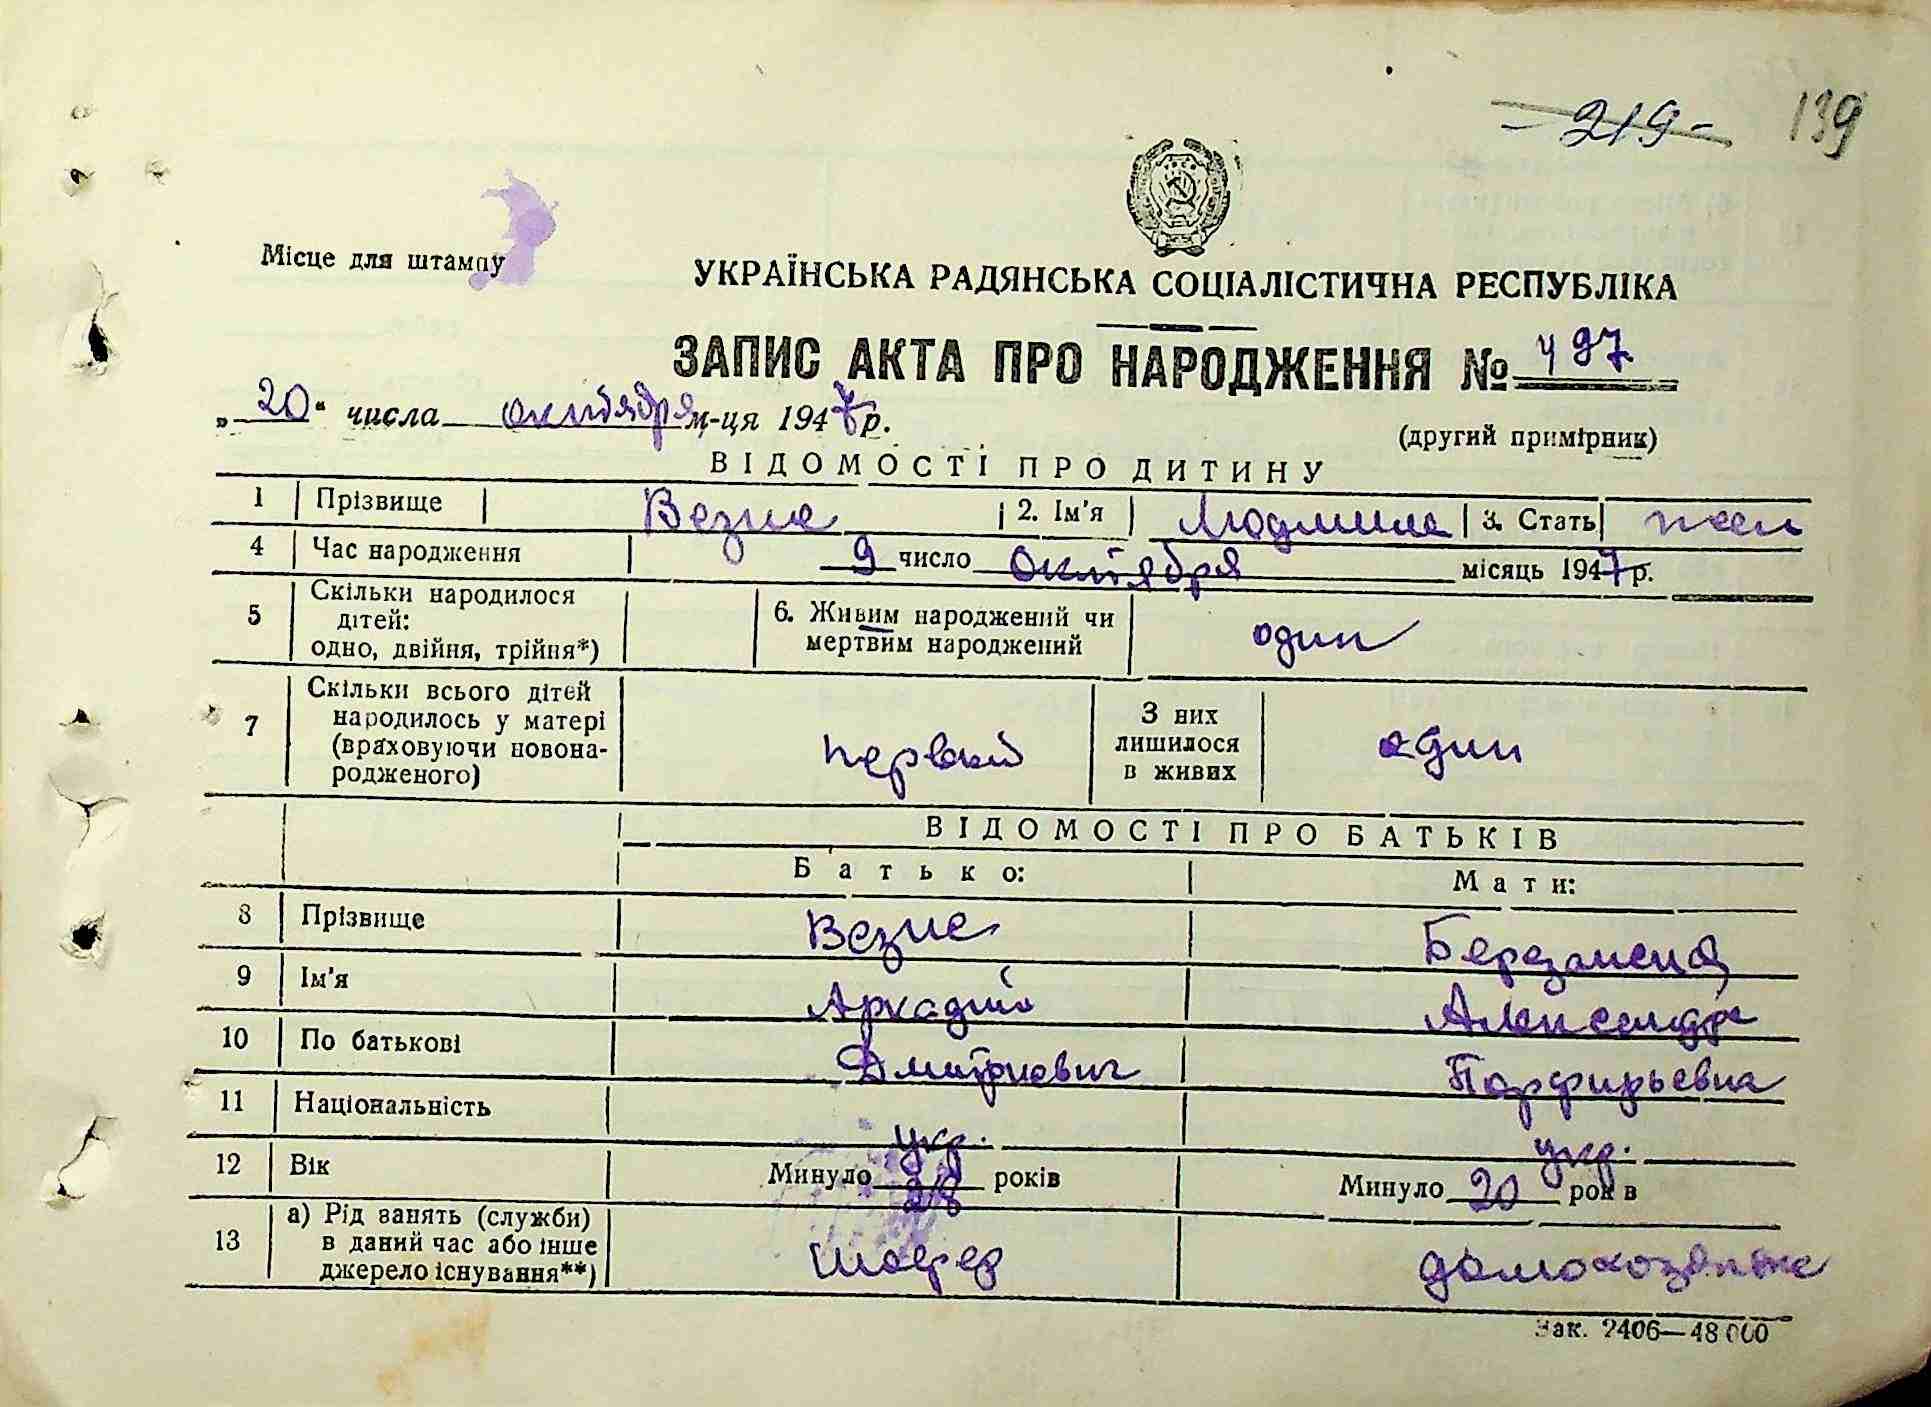 -219- 139
Місце для штампу
УКРАЇНСЬКА РАДЯНСЬКА СОЦІАЛІСТИЧНА РЕСПУБЛІКА
ЗАПИС АКТА ПРО НАРОДЖЕННЯ № 497
„20“ числа октября м-ця 1947 р.
(другий примірник)
ВІДОМОСТІ ПРО ДИТИНУ
1 Прізвище Везие 2. Ім'я Людмила 3. Стать жен
4 Час народження 9 число октября місяць 1947 р.
5 Скільки народилося дітей: одно, двійня, трійня*) 6. Живим народжений чи мертвим народжений один
7 Скільки всього дітей народилось у матері (враховуючи новонародженого) первый З них лишилося в живих один
ВІДОМОСТІ ПРО БАТЬКІВ
Батько: Мати:
8 Прізвище Везие
9 Ім'я Аркадий Александра
10 По батькові Дмитриевич Порфирьевна
11 Національність укр. укр.
12 Вік Минуло 28 років Минуло 20 рок в
13 а) Рід занять (служби) в даний час або інше джерело існування**) шофер домохозяйка
Зак. 2406—48 000